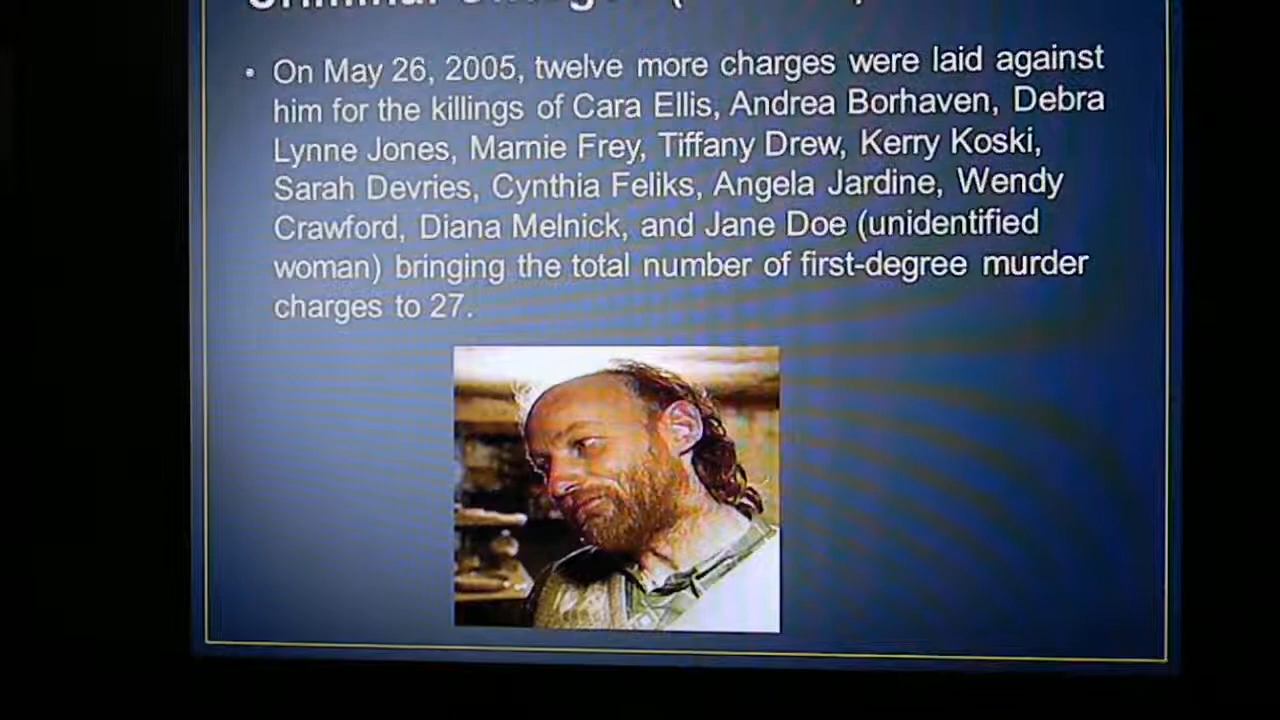 • On May 26, 2005, twelve more charges were laid against
him for the killings of Cara Ellis, Andrea Borhaven, Debra
Lynne Jones, Marnie Frey, Tiffany Drew, Kerry Koski,
Sarah Devries, Cynthia Feliks, Angela Jardine, Wendy
Crawford, Diana Melnick, and Jane Doe (unidentified
woman) bringing the total number of first-degree murder
charges to 27.